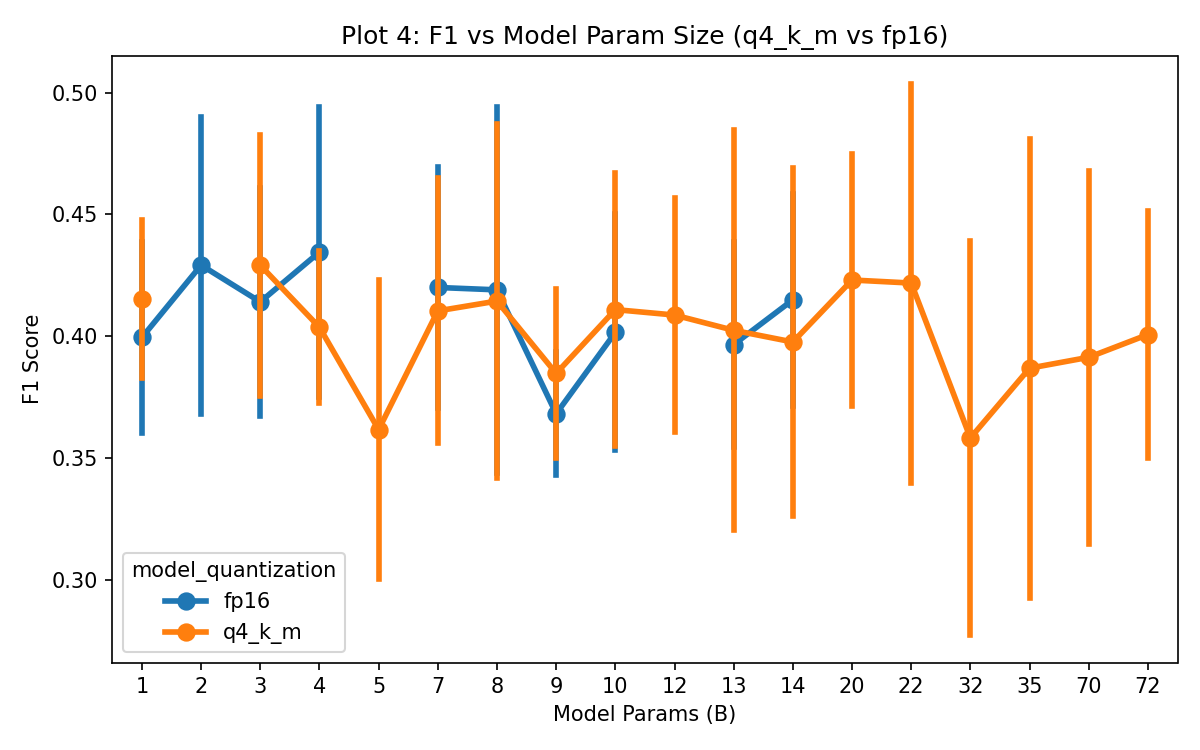 Plot 4: F1 vs Model Param Size (q4_k_m vs fp16)
F1 Score
0.50
0.45
0.40
0.35
0.30
model_quantization
fp16
q4_k_m
1 2 3 4 5 7 8 9 10 12 13 14 20 22 32 35 70 72
Model Params (B)